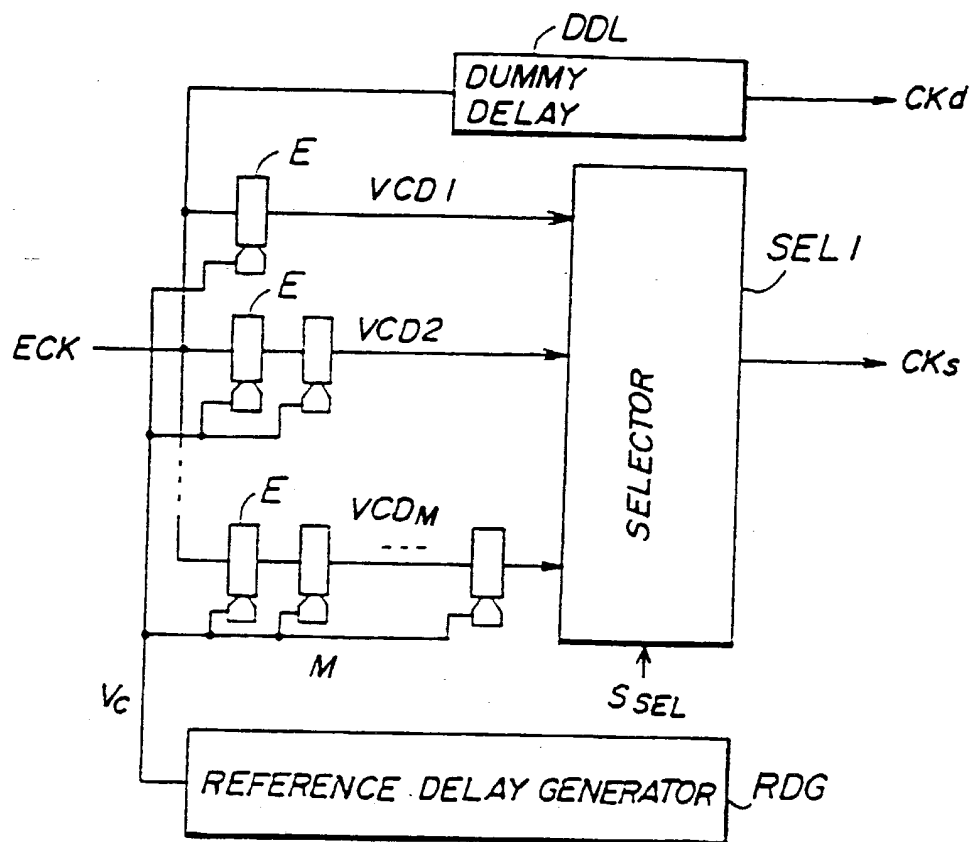 DDL
DUMMY
DELAY
CKd
E
VCD1
SEL1
E
ECK
VCD2
CKs
SELECTOR
E
VCDM
---
M
VC
SSEL
REFERENCE DELAY GENERATOR
RDG